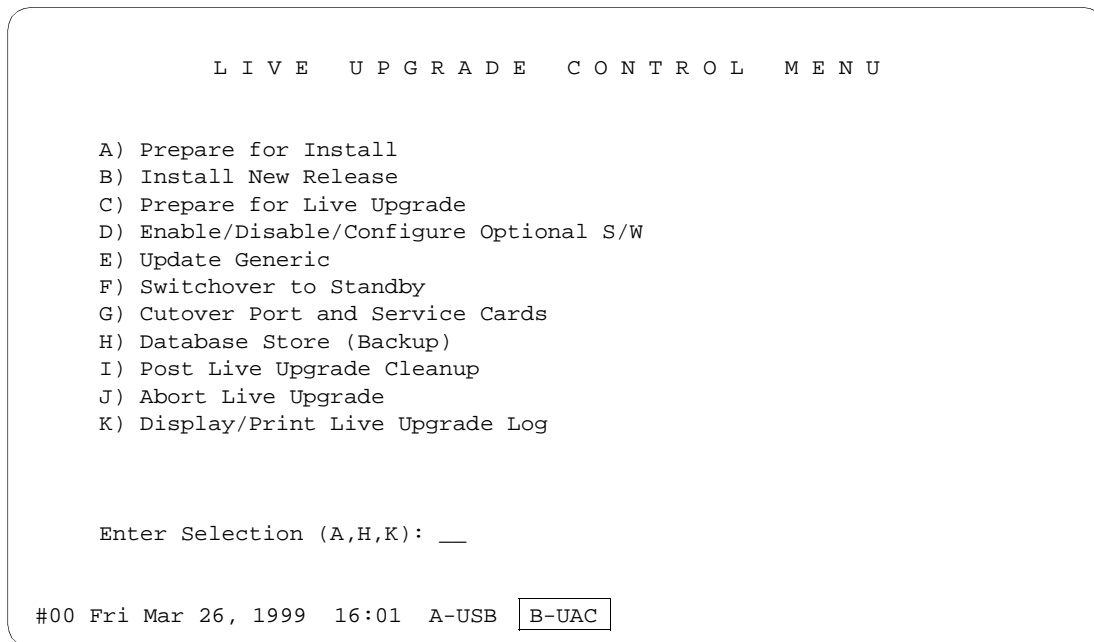 L I V E   U P G R A D E   C O N T R O L   M E N U
A) Prepare for Install
B) Install New Release
C) Prepare for Live Upgrade
D) Enable/Disable/Configure Optional S/W
E) Update Generic
F) Switchover to Standby
G) Cutover Port and Service Cards
H) Database Store (Backup)
I) Post Live Upgrade Cleanup
J) Abort Live Upgrade
K) Display/Print Live Upgrade Log
Enter Selection (A,H,K): __
#00 Fri Mar 26, 1999  16:01  A-USB  B-UAC